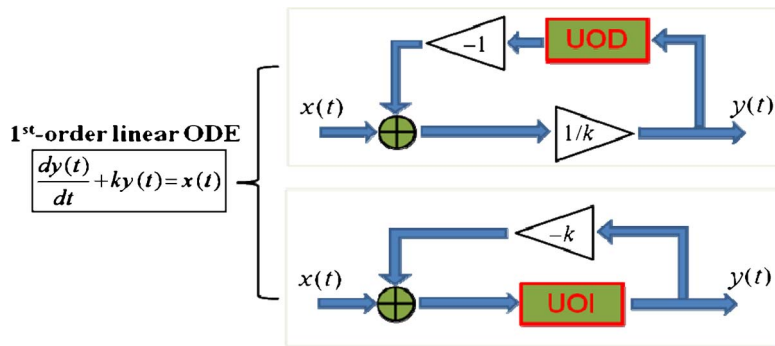 −1
UOD
x(t)
1/k
y(t)
1st-order linear ODE
dy(t)/dt + ky(t) = x(t)
−k
x(t)
UOI
y(t)